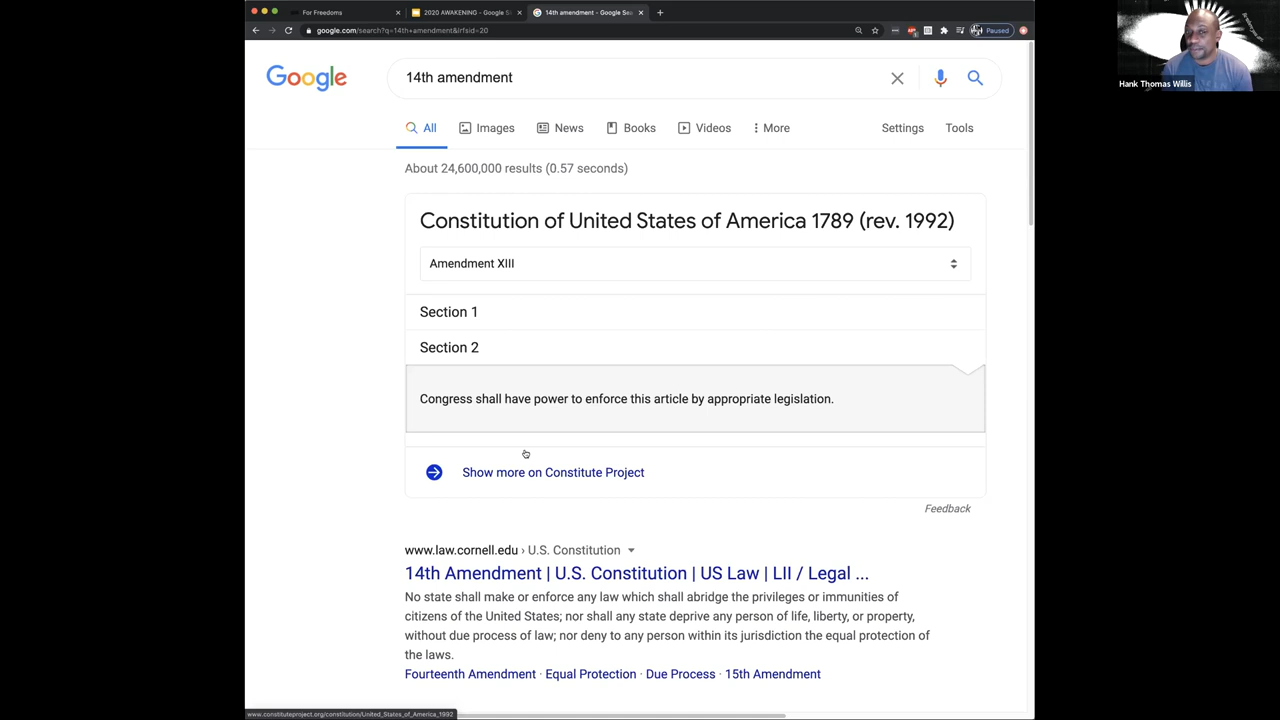 For Freedoms
2020 AWAKENING - Google S
14th amendment - Google Sea
google.com/search?q=14th+amendment&lrfsid=20
Paused
Hank Thomas Willis
Google
14th amendment
All
Images
News
Books
Videos
More
Settings
Tools
About 24,600,000 results (0.57 seconds)
Constitution of United States of America 1789 (rev. 1992)
Amendment XIII
Section 1
Section 2
Congress shall have power to enforce this article by appropriate legislation.
Show more on Constitute Project
Feedback
www.law.cornell.edu › U.S. Constitution
14th Amendment | U.S. Constitution | US Law | LII / Legal ...
No state shall make or enforce any law which shall abridge the privileges or immunities of
citizens of the United States; nor shall any state deprive any person of life, liberty, or property,
without due process of law; nor deny to any person within its jurisdiction the equal protection of
the laws.
Fourteenth Amendment · Equal Protection · Due Process · 15th Amendment
www.constituteproject.org/constitution/United_States_of_America_1992